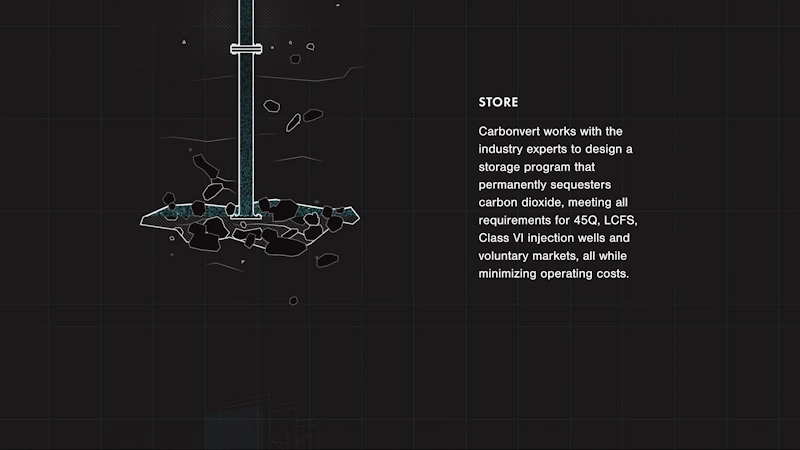 STORE
Carbonvert works with the
industry experts to design a
storage program that
permanently sequesters
carbon dioxide, meeting all
requirements for 45Q, LCFS,
Class VI injection wells and
voluntary markets, all while
minimizing operating costs.